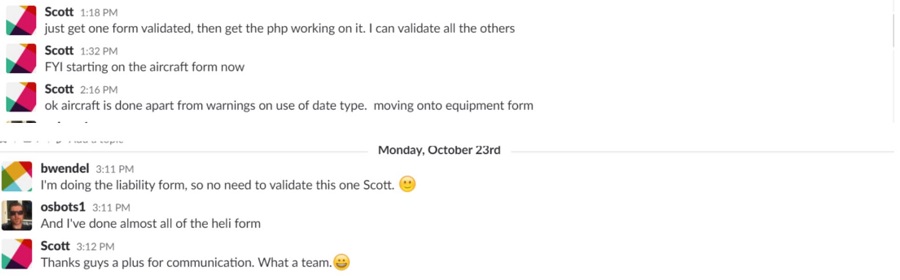 Scott 1:18 PM
just get one form validated, then get the php working on it. I can validate all the others
Scott 1:32 PM
FYI starting on the aircraft form now
Scott 2:16 PM
ok aircraft is done apart from warnings on use of date type. moving onto equipment form
Monday, October 23rd
bwendel 3:11 PM
I'm doing the liability form, so no need to validate this one Scott.
osbots1 3:11 PM
And I've done almost all of the heli form
Scott 3:12 PM
Thanks guys a plus for communication. What a team.